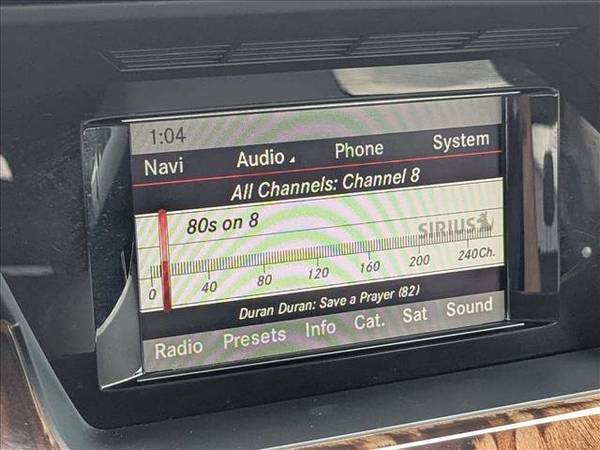 1:04
Navi Audio Phone System
All Channels: Channel 8
80s on 8
SIRIUS
0 40 80 120 160 200 240Ch.
Duran Duran: Save a Prayer (82)
Radio Presets Info Cat. Sat Sound